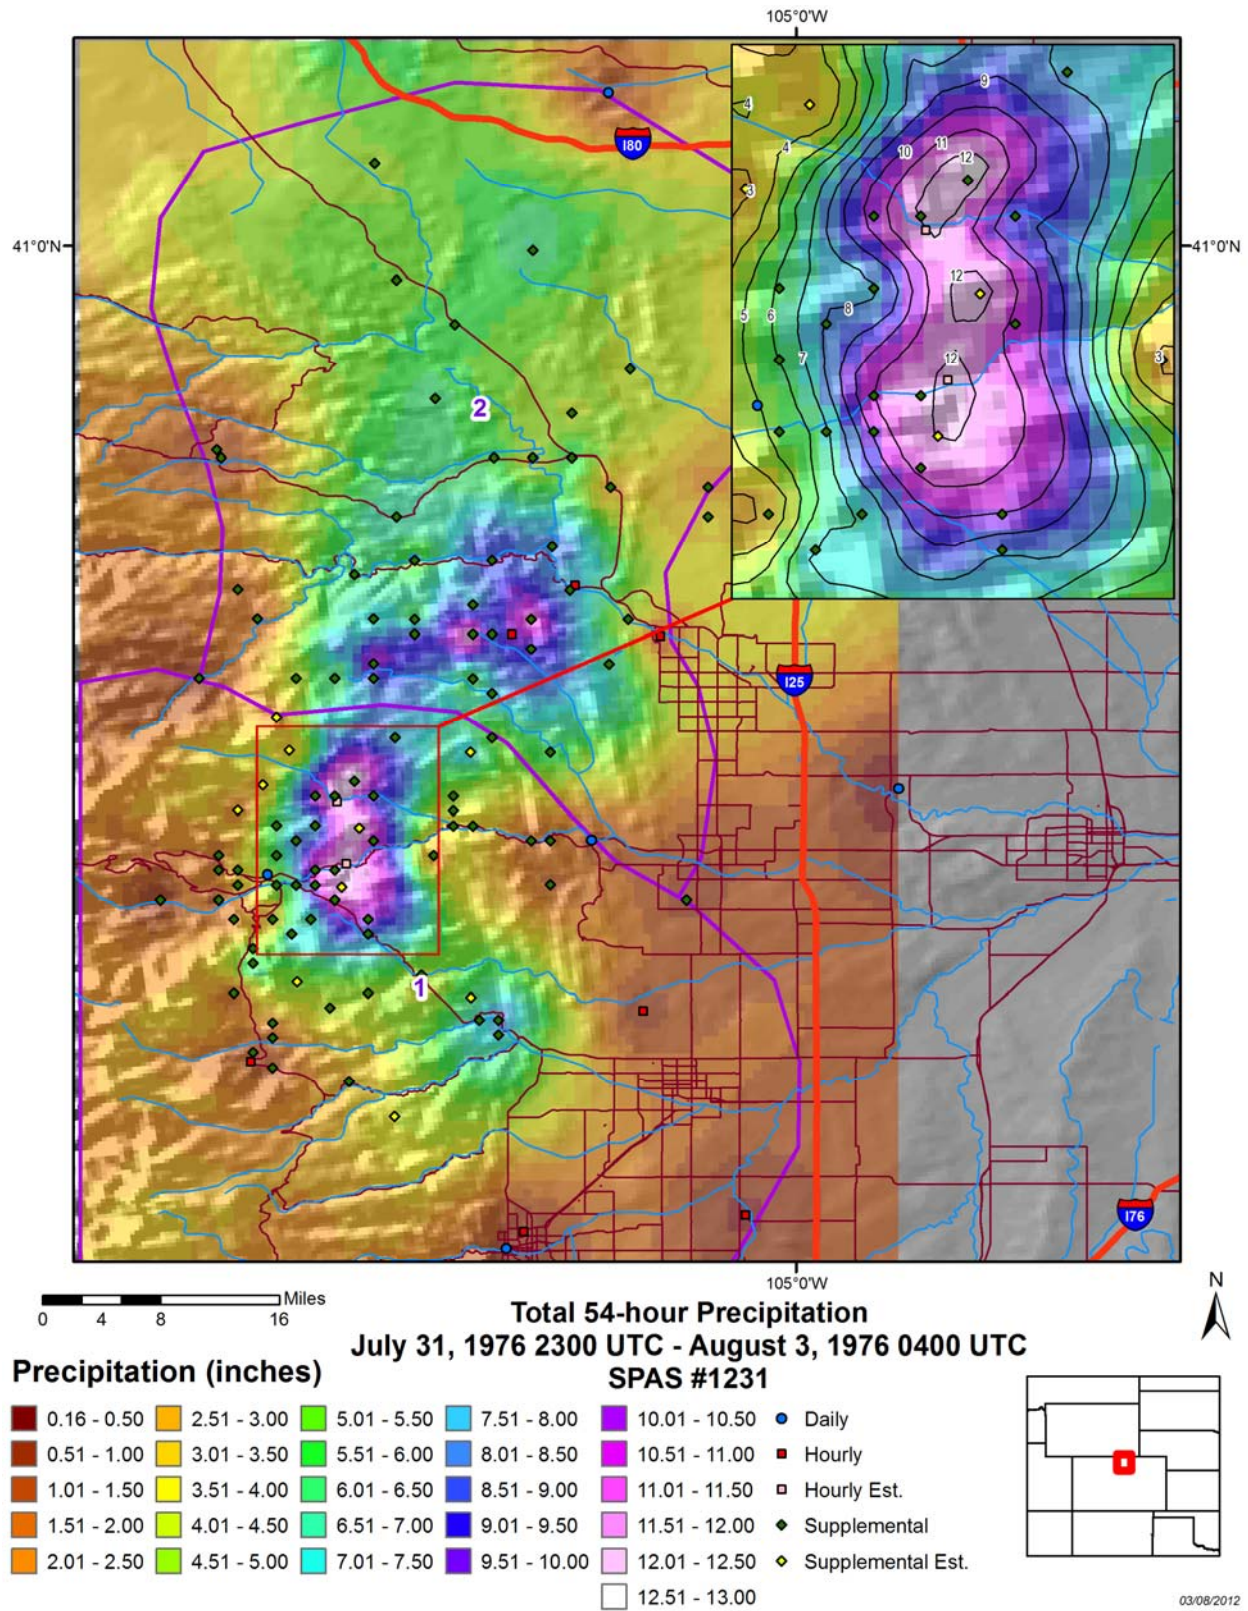 105°0'W
I80
41°0'N
41°0'N
4
4
3
5
6
7
8
9
10
11
12
12
12
3
2
I25
1
I76
105°0'W
N
0 4 8 16 Miles
Total 54-hour Precipitation
July 31, 1976 2300 UTC - August 3, 1976 0400 UTC
SPAS #1231
Precipitation (inches)
0.16 - 0.50 2.51 - 3.00 5.01 - 5.50 7.51 - 8.00 10.01 - 10.50 Daily
0.51 - 1.00 3.01 - 3.50 5.51 - 6.00 8.01 - 8.50 10.51 - 11.00 Hourly
1.01 - 1.50 3.51 - 4.00 6.01 - 6.50 8.51 - 9.00 11.01 - 11.50 Hourly Est.
1.51 - 2.00 4.01 - 4.50 6.51 - 7.00 9.01 - 9.50 11.51 - 12.00 Supplemental
2.01 - 2.50 4.51 - 5.00 7.01 - 7.50 9.51 - 10.00 12.01 - 12.50 Supplemental Est.
12.51 - 13.00
03/08/2012